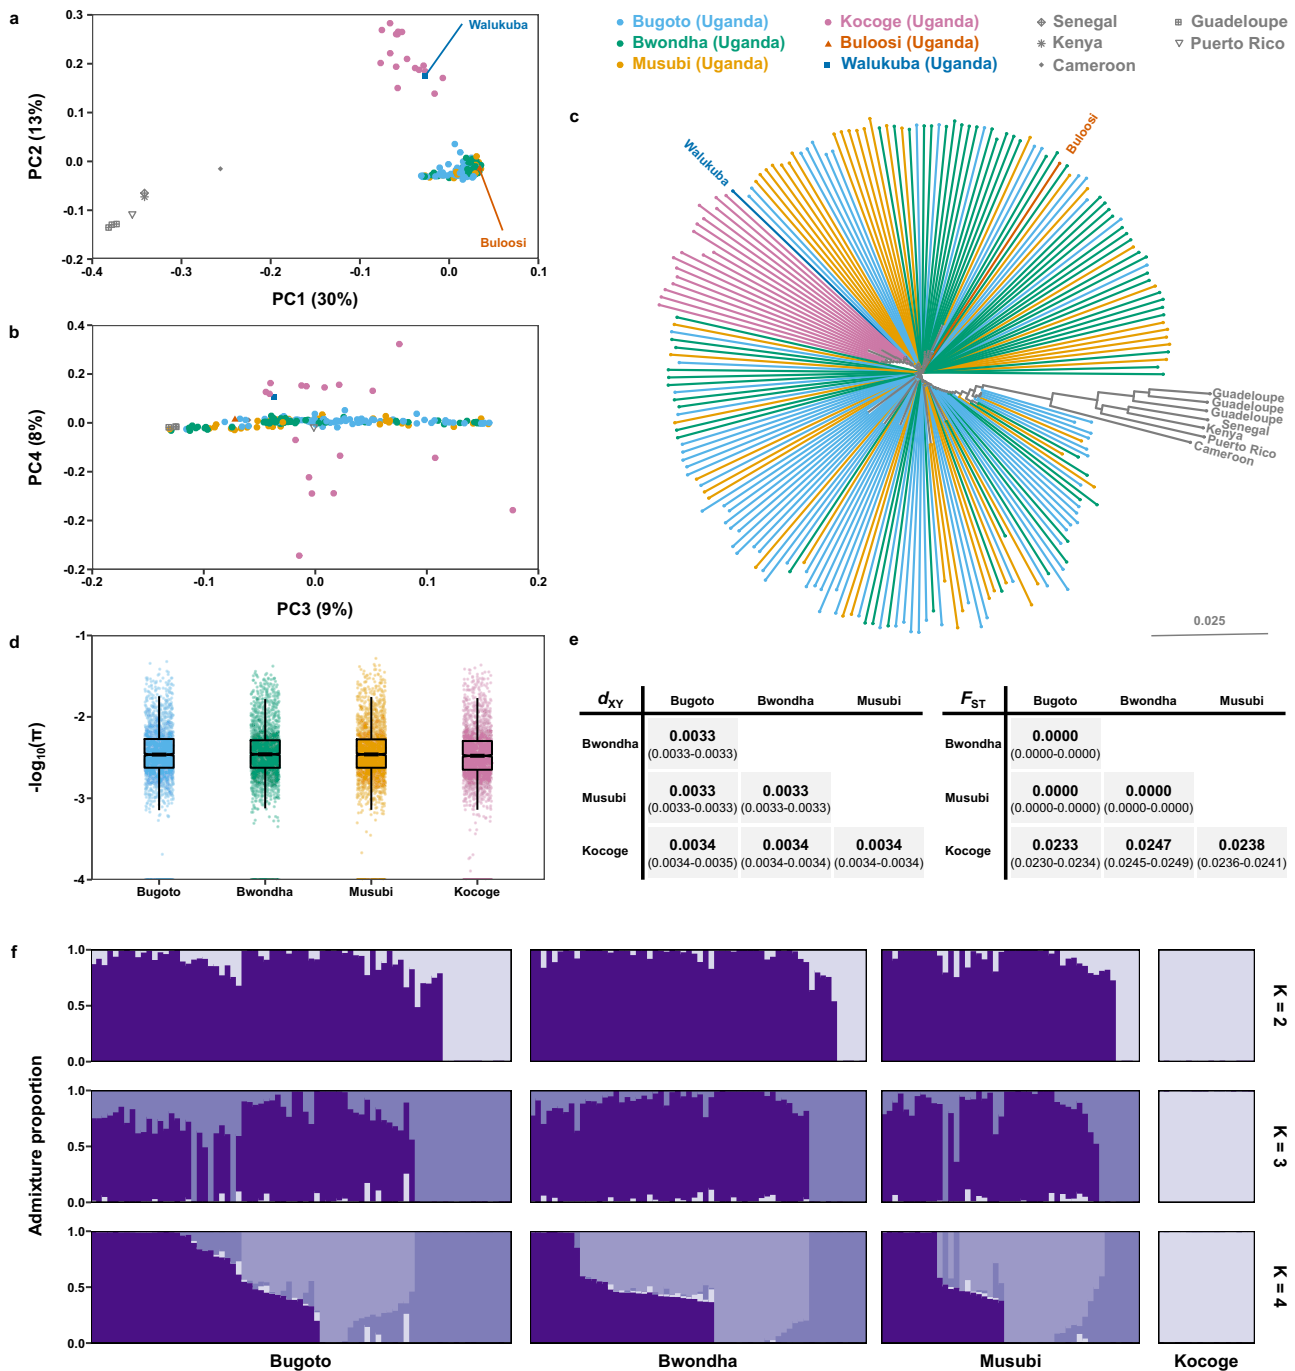 a
0.3
0.2
0.1
0.0
-0.1
-0.2
-0.4
-0.3
-0.2
-0.1
0.0
0.1
PC2 (13%)
PC1 (30%)
Walukuba
Buloosi
Bugoto (Uganda)
Bwondha (Uganda)
Musubi (Uganda)
Kocoge (Uganda)
Buloosi (Uganda)
Walukuba (Uganda)
Senegal
Kenya
Cameroon
Guadeloupe
Puerto Rico
b
0.4
0.2
0.0
-0.2
-0.2
-0.2
-0.2
-0.1
0.0
0.1
0.2
PC4 (8%)
PC3 (9%)
c
Walukuba
Buloosi
Guadeloupe
Guadeloupe
Guadeloupe
Senegal
Kenya
Puerto Rico
Cameroon
0.025
d
-1
-2
-3
-4
-log₁₀(π)
Bugoto
Bwondha
Musubi
Kocoge
e
dXY Bugoto Bwondha Musubi
Bwondha 0.0033
(0.0033-0.0033)
Musubi 0.0033 0.0033
(0.0033-0.0033) (0.0033-0.0033)
Kocoge 0.0034 0.0034 0.0034
(0.0034-0.0035) (0.0034-0.0034) (0.0034-0.0034)
FST Bugoto Bwondha Musubi
Bwondha 0.0000
(0.0000-0.0000)
Musubi 0.0000 0.0000
(0.0000-0.0000) (0.0000-0.0000)
Kocoge 0.0233 0.0247 0.0238
(0.0230-0.0234) (0.0245-0.0249) (0.0236-0.0241)
f
Admixture proportion
1.0
0.5
0.0
K = 2
1.0
0.5
0.0
K = 3
1.0
0.5
0.0
K = 4
Bugoto
Bwondha
Musubi
Kocoge